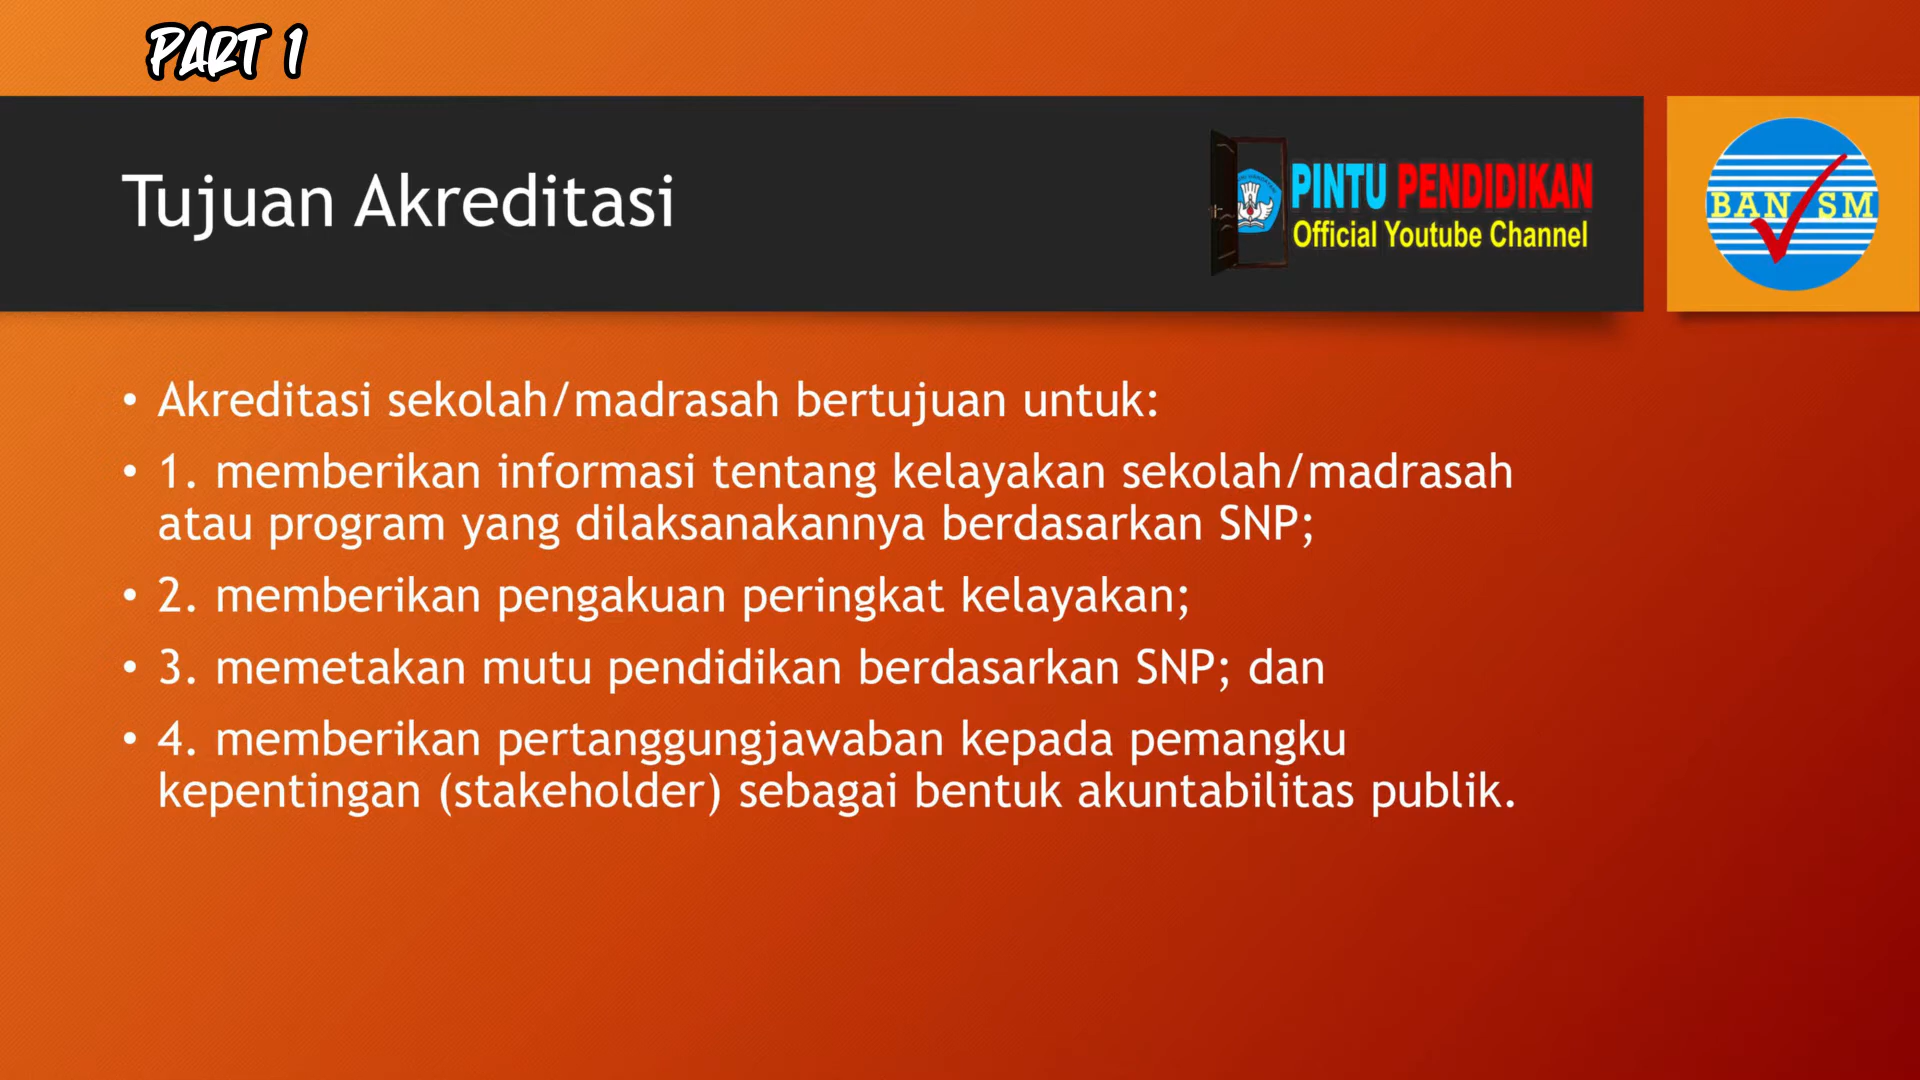 PART 1
Tujuan Akreditasi
PINTU PENDIDIKAN
Official Youtube Channel
BAN SM
• Akreditasi sekolah/madrasah bertujuan untuk:
• 1. memberikan informasi tentang kelayakan sekolah/madrasah
atau program yang dilaksanakannya berdasarkan SNP;
• 2. memberikan pengakuan peringkat kelayakan;
• 3. memetakan mutu pendidikan berdasarkan SNP; dan
• 4. memberikan pertanggungjawaban kepada pemangku
kepentingan (stakeholder) sebagai bentuk akuntabilitas publik.